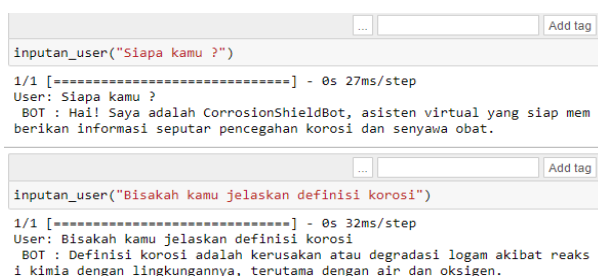 ... Add tag
inputan_user("Siapa kamu ?")
1/1 [==============================] - 0s 27ms/step
User: Siapa kamu ?
BOT : Hai! Saya adalah CorrosionShieldBot, asisten virtual yang siap mem
berikan informasi seputar pencegahan korosi dan senyawa obat.
... Add tag
inputan_user("Bisakah kamu jelaskan definisi korosi")
1/1 [==============================] - 0s 32ms/step
User: Bisakah kamu jelaskan definisi korosi
BOT : Definisi korosi adalah kerusakan atau degradasi logam akibat reaks
i kimia dengan lingkungannya, terutama dengan air dan oksigen.